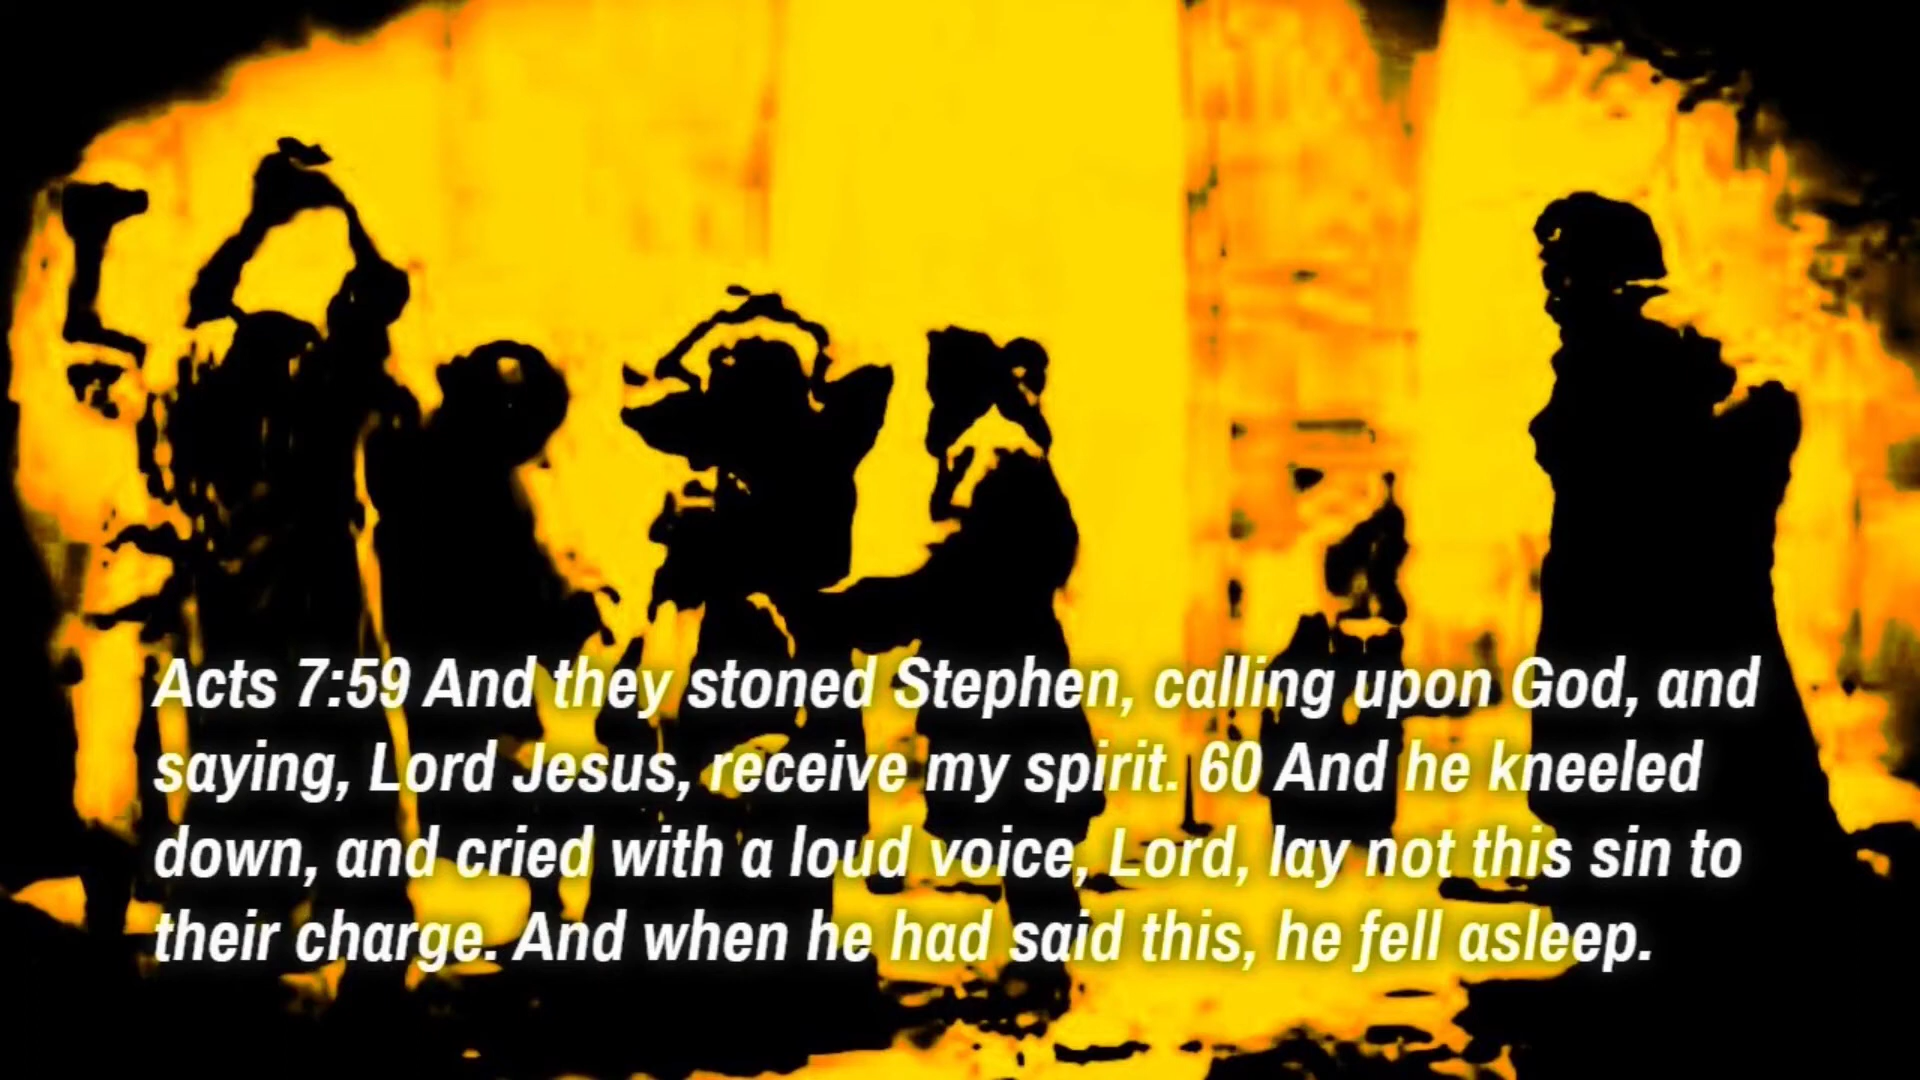 Acts 7:59 And they stoned Stephen, calling upon God, and
saying, Lord Jesus, receive my spirit. 60 And he kneeled
down, and cried with a loud voice, Lord, lay not this sin to
their charge. And when he had said this, he fell asleep.